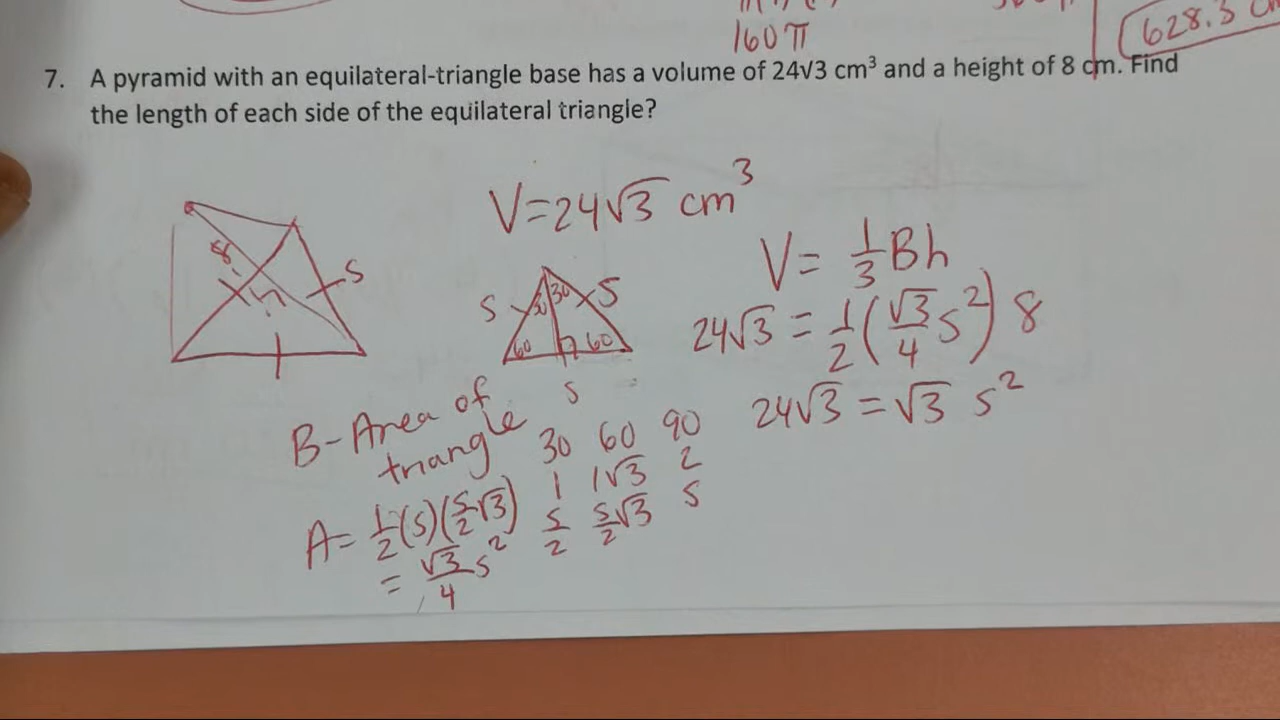 160π
628.3 cm
7. A pyramid with an equilateral-triangle base has a volume of 24√3 cm³ and a height of 8 cm. Find
the length of each side of the equilateral triangle?
V=24√3 cm³
V= 1/3 Bh
24√3 = 1/2 (√3/4 s²) 8
24√3 = √3 s²
8
S
S S
30 30
60 60
S
B-Area of
triangle
30 60 90
1 1√3 2
s/2 s/2√3 s
A= 1/2 (s)(s/2√3)
= √3/4 s²